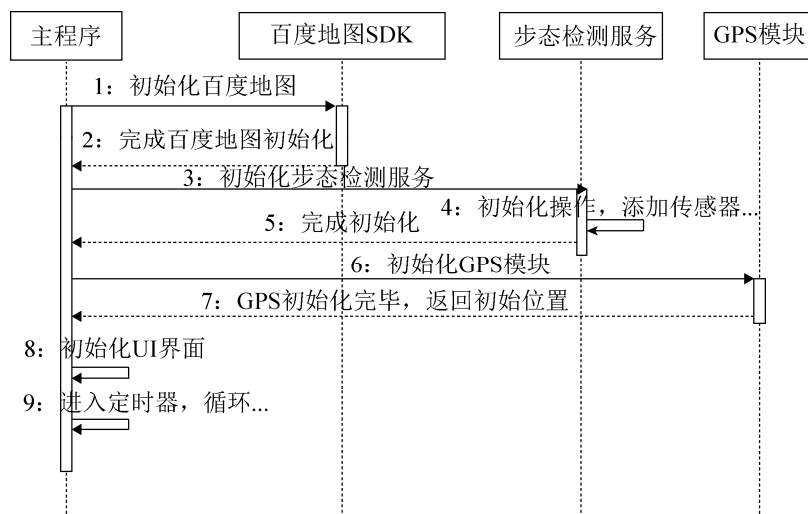 主程序
百度地图SDK
步态检测服务
GPS模块
1：初始化百度地图
2：完成百度地图初始化
3：初始化步态检测服务
4：初始化操作，添加传感器...
5：完成初始化
6：初始化GPS模块
7：GPS初始化完毕，返回初始位置
8：初始化UI界面
9：进入定时器，循环...